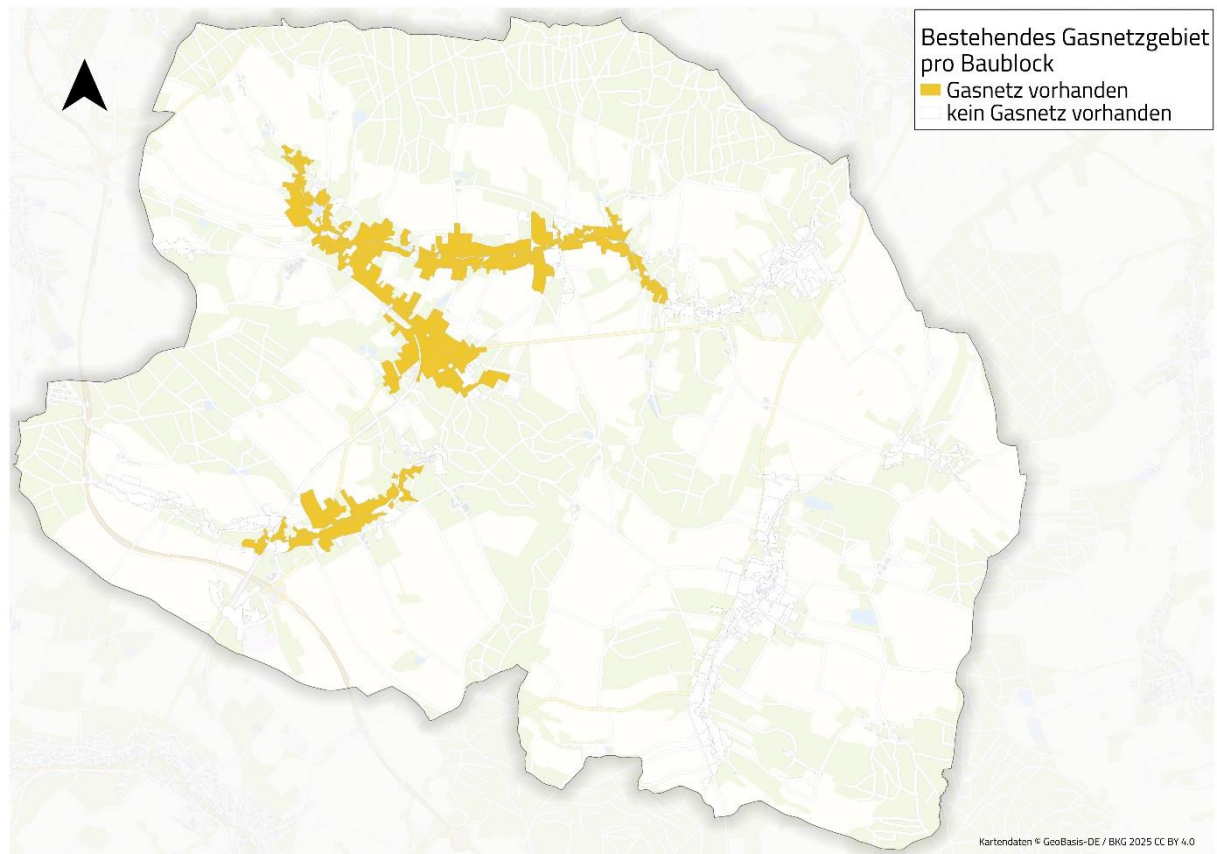 Bestehendes Gasnetzgebiet
pro Baublock
Gasnetz vorhanden
kein Gasnetz vorhanden
Kartendaten © GeoBasis-DE / BKG 2025 CC BY 4.0